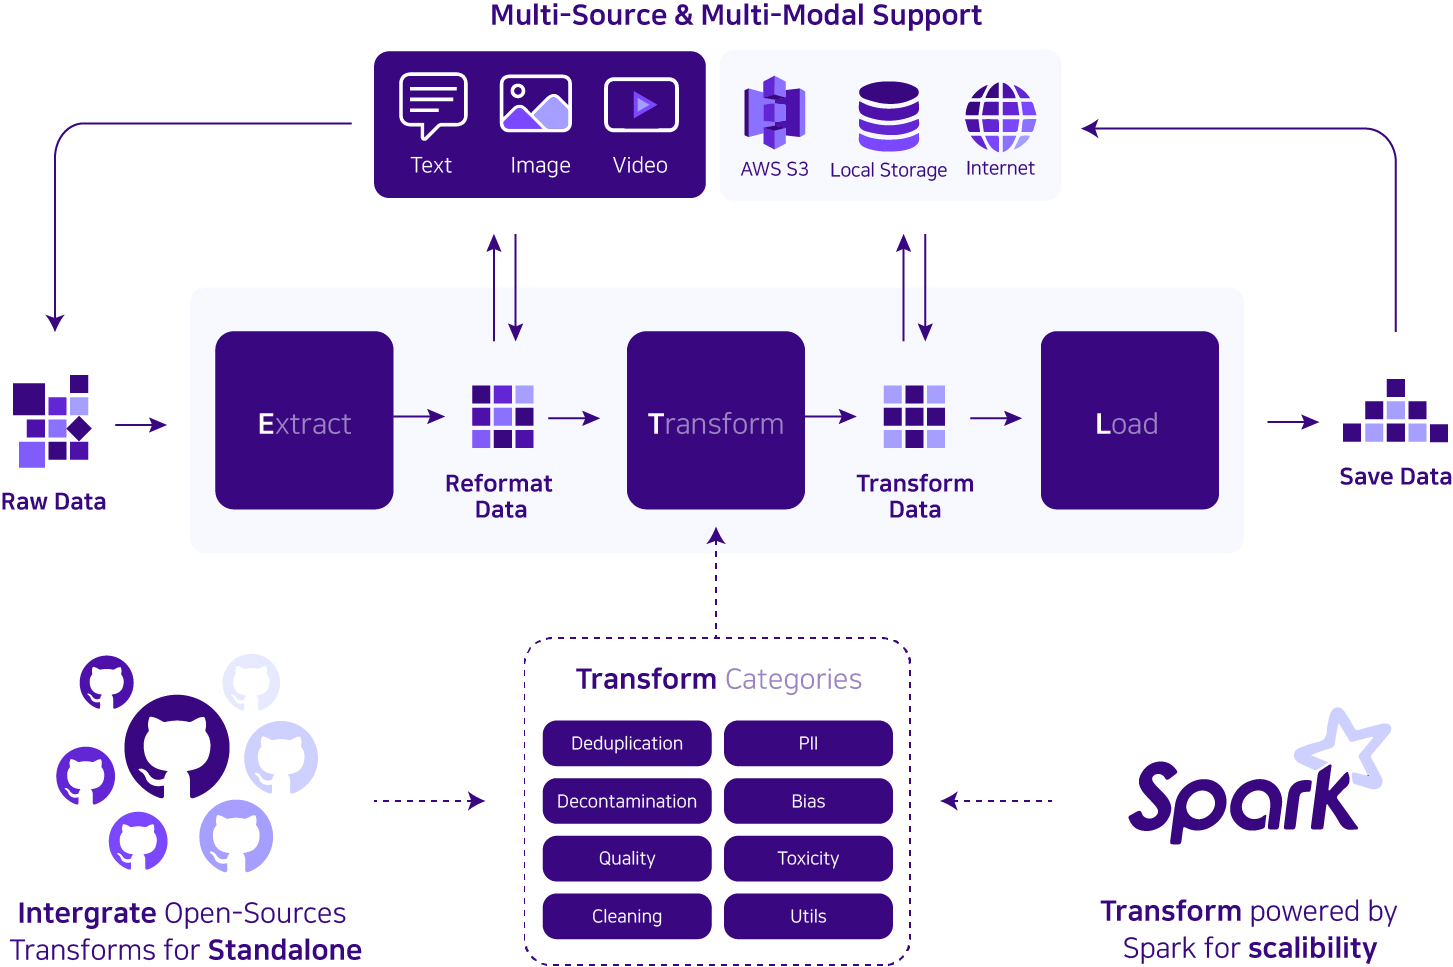 Multi-Source & Multi-Modal Support
Text
Image
Video
AWS S3
Local Storage
Internet
Raw Data
Extract
Reformat
Data
Transform
Transform
Data
Load
Save Data
Transform Categories
Deduplication
PII
Decontamination
Bias
Quality
Toxicity
Cleaning
Utils
Intergrate Open-Sources
Transforms for Standalone
Spark
Transform powered by
Spark for scalibility